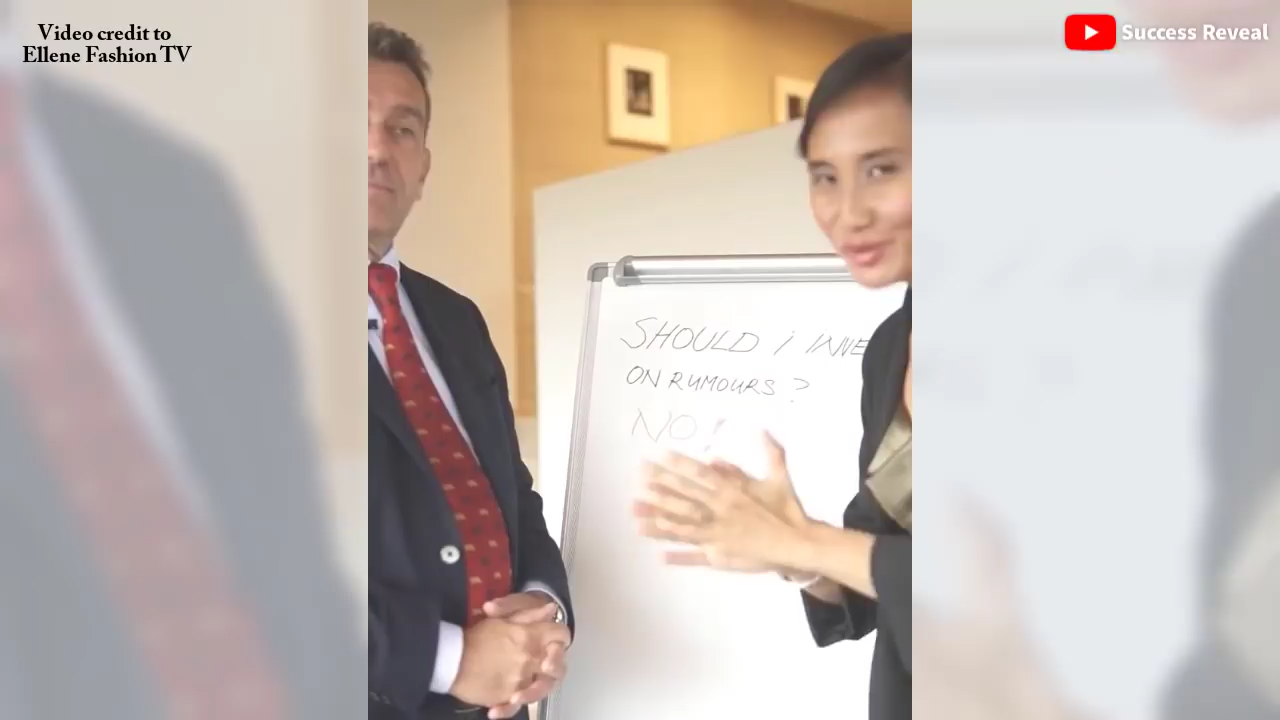 Video credit to
Ellene Fashion TV
Success Reveal
SHOULD i INVE
ON RUMOURS?
NO!